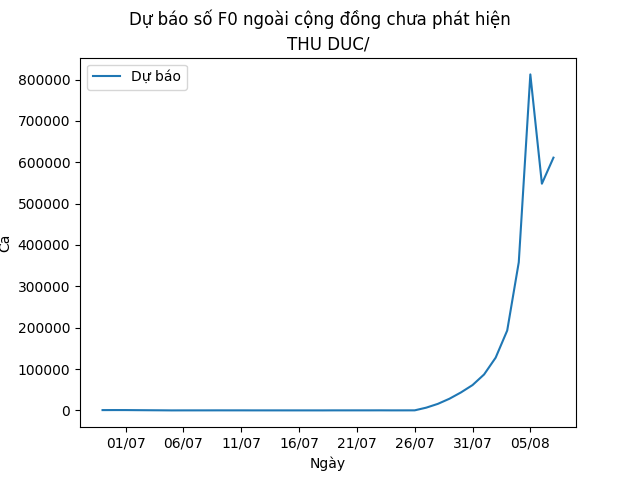 Dự báo số F0 ngoài cộng đồng chưa phát hiện
THU DUC/
Dự báo
800000
700000
600000
500000
400000
300000
200000
100000
0
Ca
01/07 06/07 11/07 16/07 21/07 26/07 31/07 05/08
Ngày